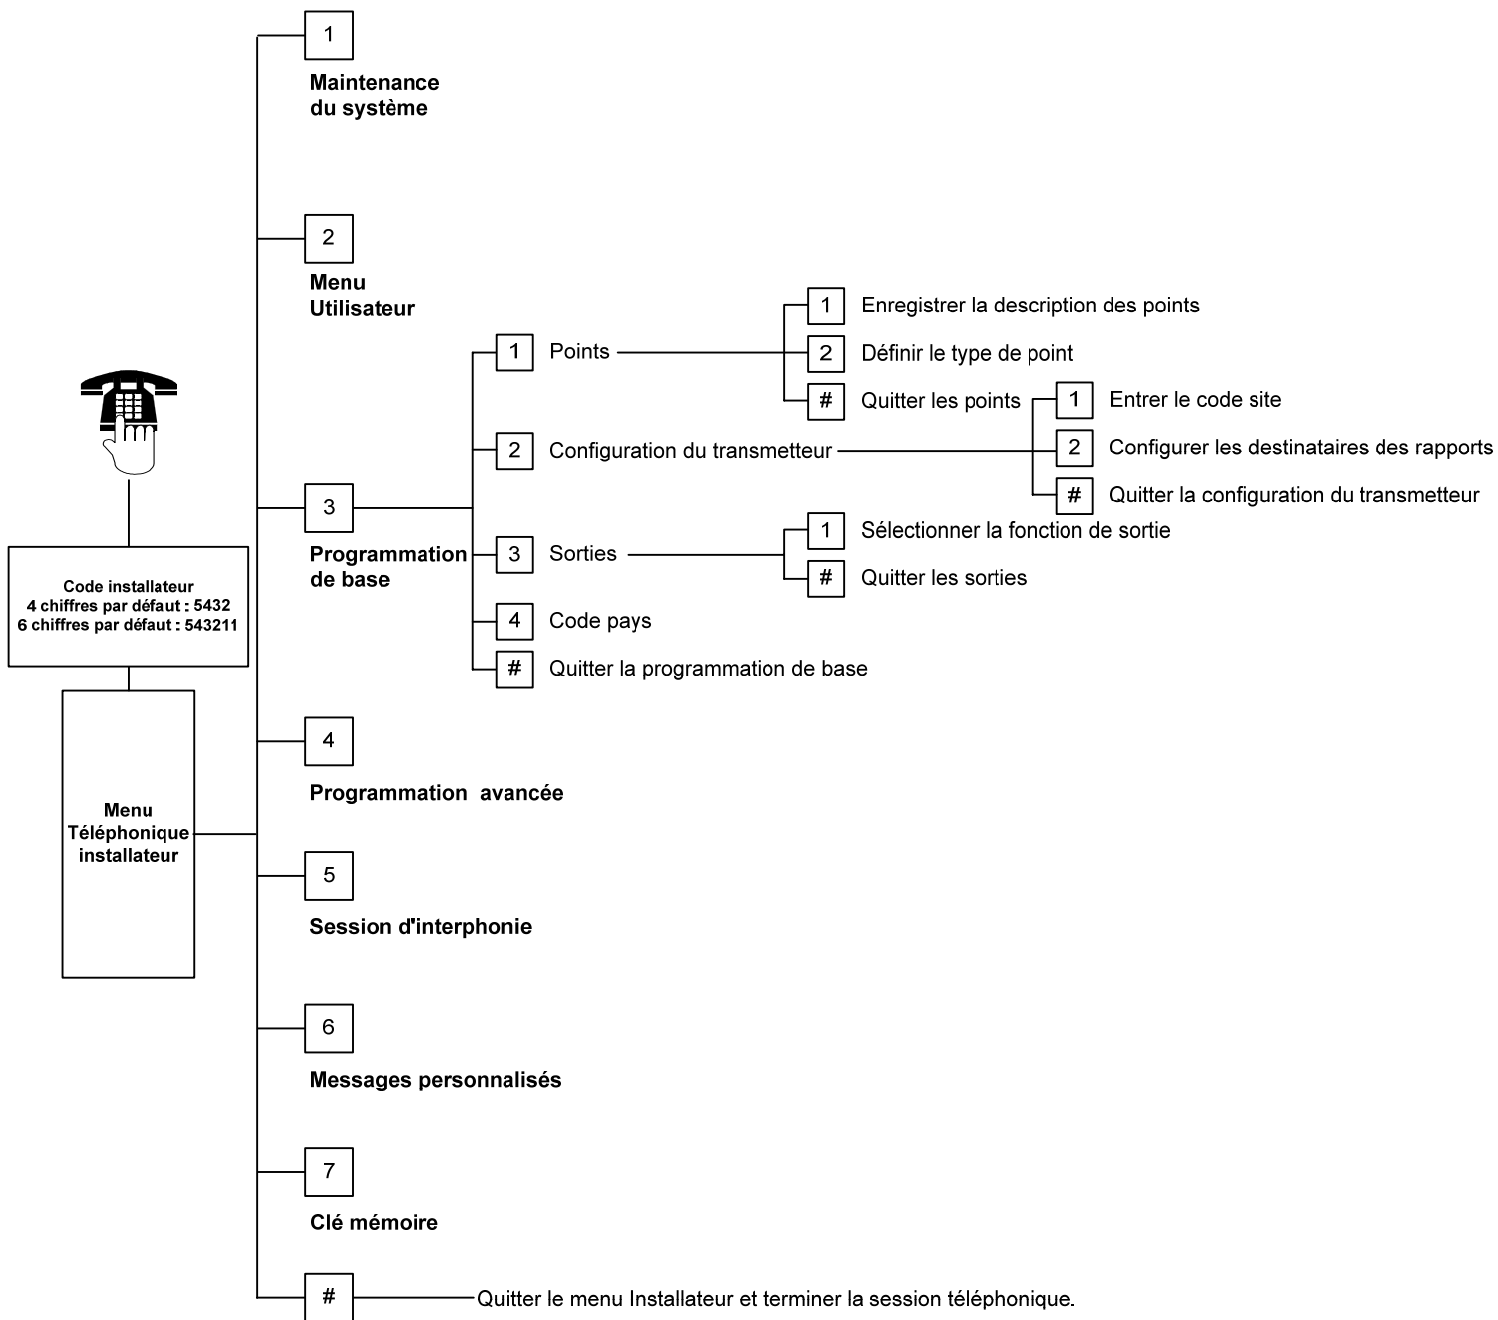 1
Maintenance
du système
2
Menu
Utilisateur
Code installateur
4 chiffres par défaut : 5432
6 chiffres par défaut : 543211
Menu
Téléphonique
installateur
3
Programmation
de base
1 Points
1 Enregistrer la description des points
2 Définir le type de point
# Quitter les points
2 Configuration du transmetteur
1 Entrer le code site
2 Configurer les destinataires des rapports
# Quitter la configuration du transmetteur
3 Sorties
1 Sélectionner la fonction de sortie
# Quitter les sorties
4 Code pays
# Quitter la programmation de base
4
Programmation avancée
5
Session d'interphonie
6
Messages personnalisés
7
Clé mémoire
# Quitter le menu Installateur et terminer la session téléphonique.